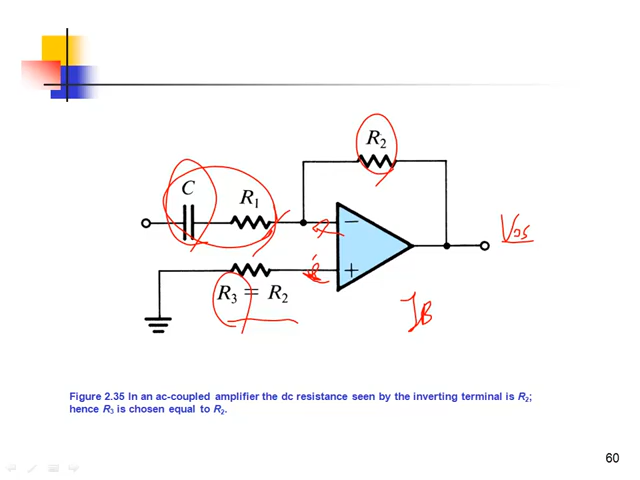 R2
C
R1
−
Vos
+
R3 = R2
IB
Figure 2.35 In an ac-coupled amplifier the dc resistance seen by the inverting terminal is R2;
hence R3 is chosen equal to R2.
60